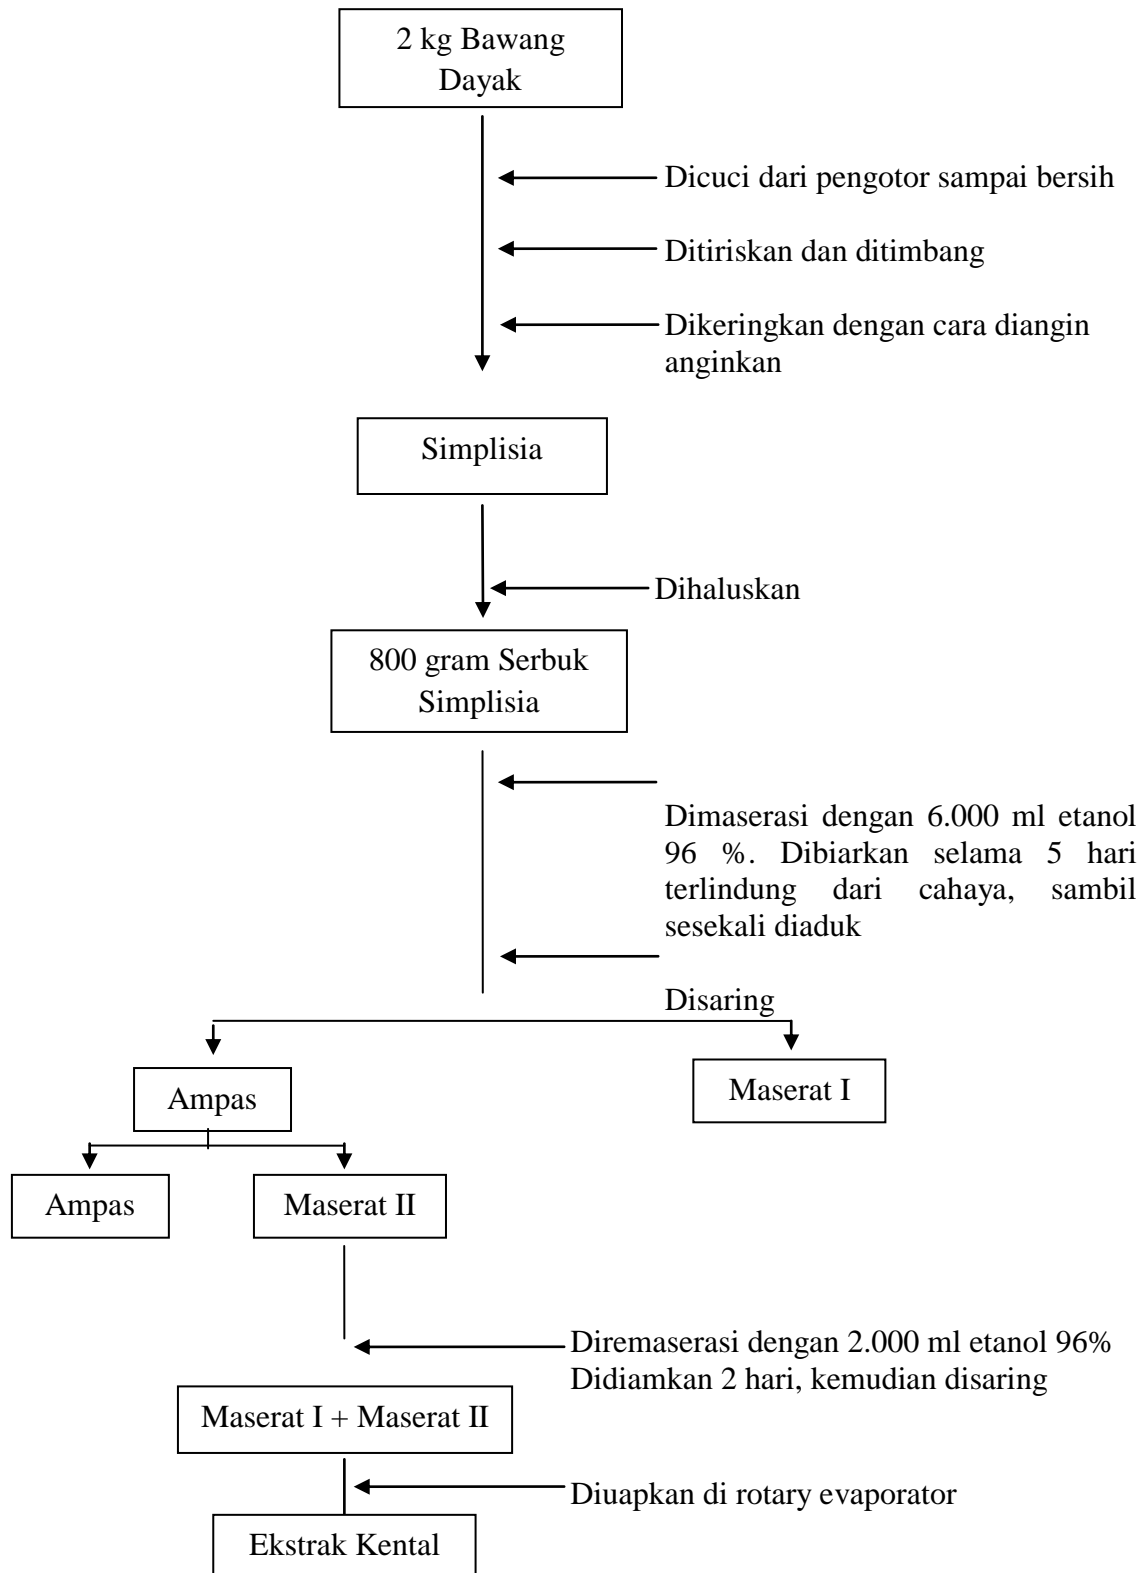 2 kg Bawang
Dayak
Dicuci dari pengotor sampai bersih
Ditiriskan dan ditimbang
Dikeringkan dengan cara diangin
anginkan
Simplisia
Dihaluskan
800 gram Serbuk
Simplisia
Dimaserasi dengan 6.000 ml etanol
96 %. Dibiarkan selama 5 hari
terlindung dari cahaya, sambil
sesekali diaduk
Disaring
Ampas
Maserat I
Ampas
Maserat II
Diremaserasi dengan 2.000 ml etanol 96%
Didiamkan 2 hari, kemudian disaring
Maserat I + Maserat II
Diuapkan di rotary evaporator
Ekstrak Kental